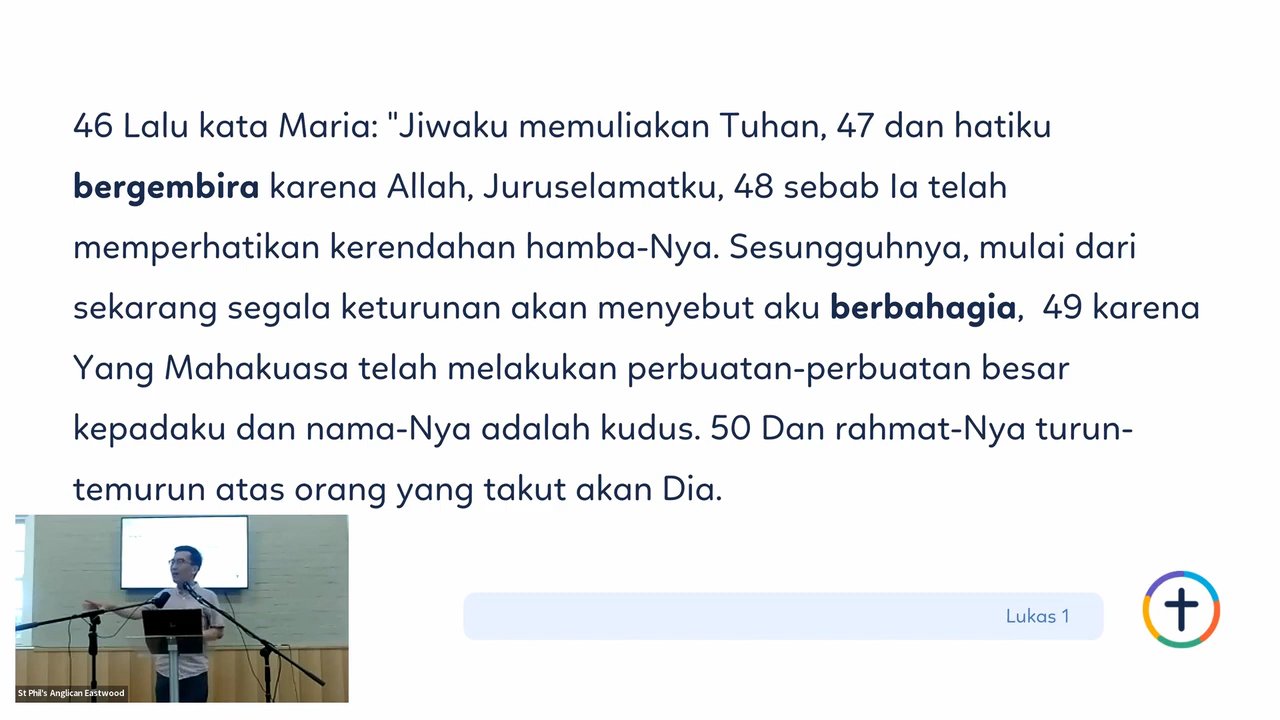 46 Lalu kata Maria: "Jiwaku memuliakan Tuhan, 47 dan hatiku
bergembira karena Allah, Juruselamatku, 48 sebab Ia telah
memperhatikan kerendahan hamba-Nya. Sesungguhnya, mulai dari
sekarang segala keturunan akan menyebut aku berbahagia,  49 karena
Yang Mahakuasa telah melakukan perbuatan-perbuatan besar
kepadaku dan nama-Nya adalah kudus. 50 Dan rahmat-Nya turun-
temurun atas orang yang takut akan Dia.
Lukas 1
St Phil's Anglican Eastwood